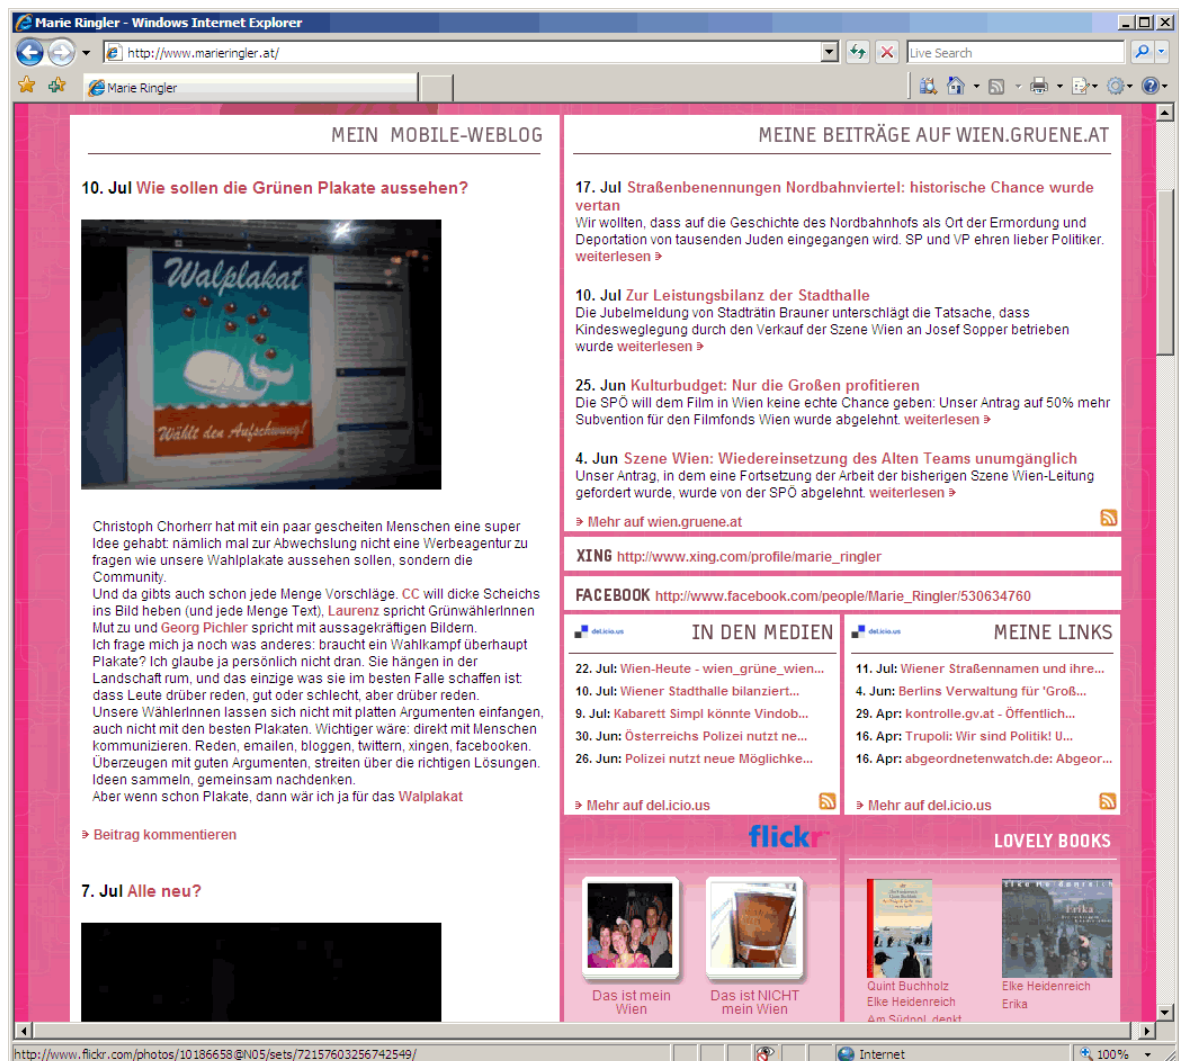 Marie Ringler - Windows Internet Explorer
http://www.marieringler.at/
Live Search
Marie Ringler
MEIN MOBILE-WEBLOG
10. Jul Wie sollen die Grünen Plakate aussehen?
Walplakat
Wählt den Aufschwung!
Christoph Chorherr hat mit ein paar gescheiten Menschen eine super
Idee gehabt: nämlich mal zur Abwechslung nicht eine Werbeagentur zu
fragen wie unsere Wahlplakate aussehen sollen, sondern die
Community.
Und da gibts auch schon jede Menge Vorschläge. CC will dicke Scheichs
ins Bild heben (und jede Menge Text), Laurenz spricht GrünwählerInnen
Mut zu und Georg Pichler spricht mit aussagekräftigen Bildern.
Ich frage mich ja noch was anderes: braucht ein Wahlkampf überhaupt
Plakate? Ich glaube ja persönlich nicht dran. Sie hängen in der
Landschaft rum, und das einzige was sie im besten Falle schaffen ist:
dass Leute drüber reden, gut oder schlecht, aber drüber reden.
Unsere WählerInnen lassen sich nicht mit platten Argumenten einfangen,
auch nicht mit den besten Plakaten. Wichtiger wäre: direkt mit Menschen
kommunizieren. Reden, emailen, bloggen, twittern, xingen, facebooken.
Überzeugen mit guten Argumenten, streiten über die richtigen Lösungen.
Ideen sammeln, gemeinsam nachdenken.
Aber wenn schon Plakate, dann wär ich ja für das Walplakat
Beitrag kommentieren
7. Jul Alle neu?
MEINE BEITRÄGE AUF WIEN.GRUENE.AT
17. Jul Straßenbenennungen Nordbahnviertel: historische Chance wurde
vertan
Wir wollten, dass auf die Geschichte des Nordbahnhofs als Ort der Ermordung und
Deportation von tausenden Juden eingegangen wird. SP und VP ehren lieber Politiker.
weiterlesen
10. Jul Zur Leistungsbilanz der Stadthalle
Die Jubelmeldung von Stadträtin Brauner unterschlägt die Tatsache, dass
Kindesweglegung durch den Verkauf der Szene Wien an Josef Sopper betrieben
wurde weiterlesen
25. Jun Kulturbudget: Nur die Großen profitieren
Die SPÖ will dem Film in Wien keine echte Chance geben: Unser Antrag auf 50% mehr
Subvention für den Filmfonds Wien wurde abgelehnt. weiterlesen
4. Jun Szene Wien: Wiedereinsetzung des Alten Teams unumgänglich
Unser Antrag, in dem eine Fortsetzung der Arbeit der bisherigen Szene Wien-Leitung
gefordert wurde, wurde von der SPÖ abgelehnt. weiterlesen
Mehr auf wien.gruene.at
XING http://www.xing.com/profile/marie_ringler
FACEBOOK http://www.facebook.com/people/Marie_Ringler/530634760
del.icio.us IN DEN MEDIEN
22. Jul: Wien-Heute - wien_grüne_wien...
10. Jul: Wiener Stadthalle bilanziert...
9. Jul: Kabarett Simpl könnte Vindob...
30. Jun: Österreichs Polizei nutzt ne...
26. Jun: Polizei nutzt neue Möglichke...
Mehr auf del.icio.us
del.icio.us MEINE LINKS
11. Jul: Wiener Straßennamen und ihre...
4. Jun: Berlins Verwaltung für 'Groß...
29. Apr: kontrolle.gv.at - Öffentlich...
16. Apr: Trupoli: Wir sind Politik! U...
16. Apr: abgeordnetenwatch.de: Abgeor...
Mehr auf del.icio.us
flickr
Das ist mein
Wien
Das ist NICHT
mein Wien
LOVELY BOOKS
Quint Buchholz
Elke Heidenreich
Am Südpol, denkt
Elke Heidenreich
Erika
http://www.flickr.com/photos/10186658@N05/sets/72157603256742549/
Internet
100%